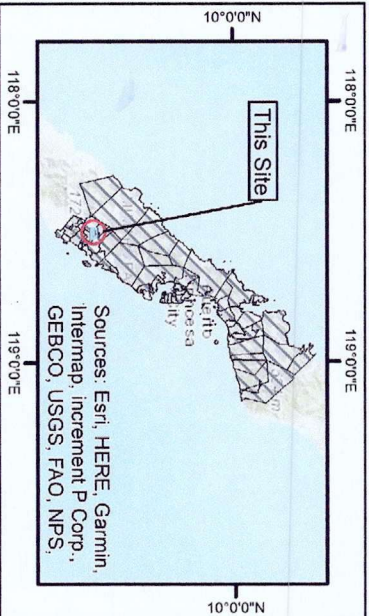 118°0'0"E
119°0'0"E
10°0'0"N
10°0'0"N
This Site
City
Sources: Esri, HERE, Garmin,
Intermap, increment P Corp.,
GEBCO, USGS, FAO, NPS,
118°0'0"E
119°0'0"E